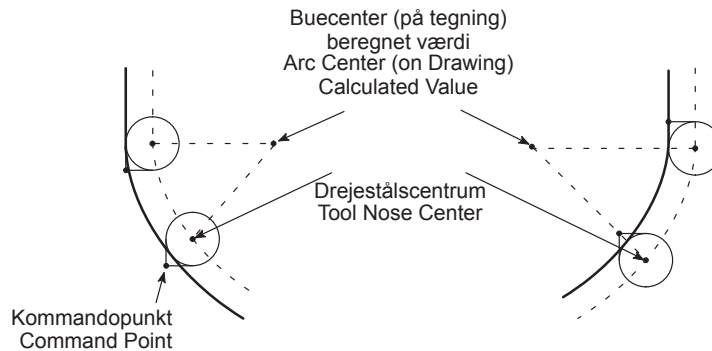 Buecenter (på tegning)
beregnet værdi
Arc Center (on Drawing)
Calculated Value
Drejestålscentrum
Tool Nose Center
Kommandopunkt
Command Point